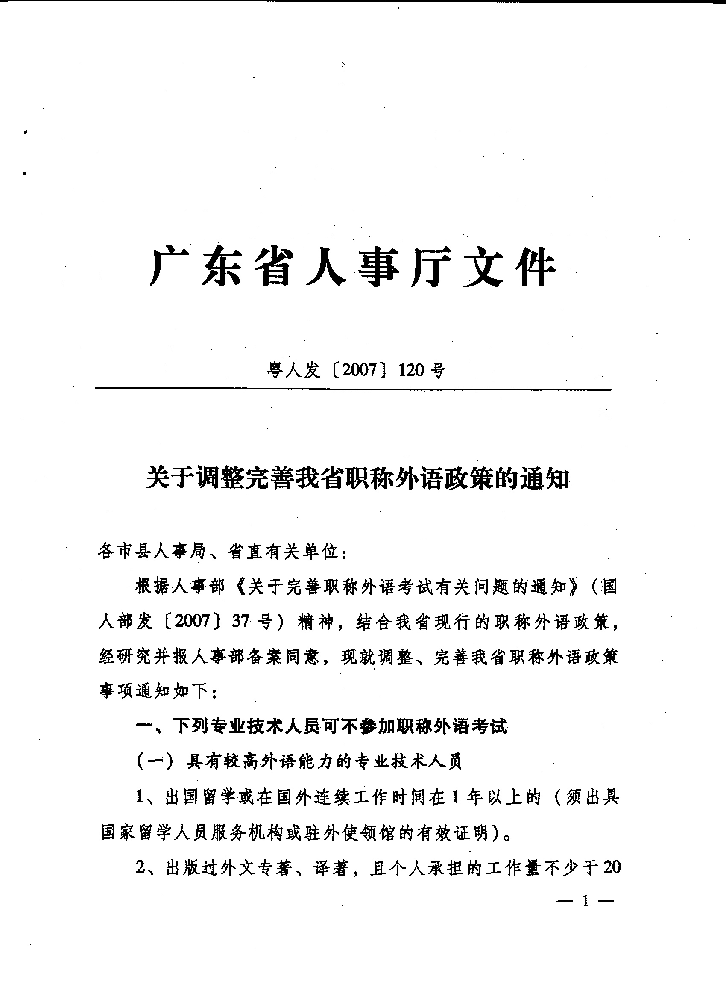 广东省人事厅文件
粤人发〔2007〕120号
关于调整完善我省职称外语政策的通知
各市县人事局、省直有关单位：
根据人事部《关于完善职称外语考试有关问题的通知》（国
人部发〔2007〕37号）精神，结合我省现行的职称外语政策，
经研究并报人事部备案同意，现就调整、完善我省职称外语政策
事项通知如下：
一、下列专业技术人员可不参加职称外语考试
（一）具有较高外语能力的专业技术人员
1、出国留学或在国外连续工作时间在1年以上的（须出具
国家留学人员服务机构或驻外使领馆的有效证明）。
2、出版过外文专著、译著，且个人承担的工作量不少于20
— 1 —